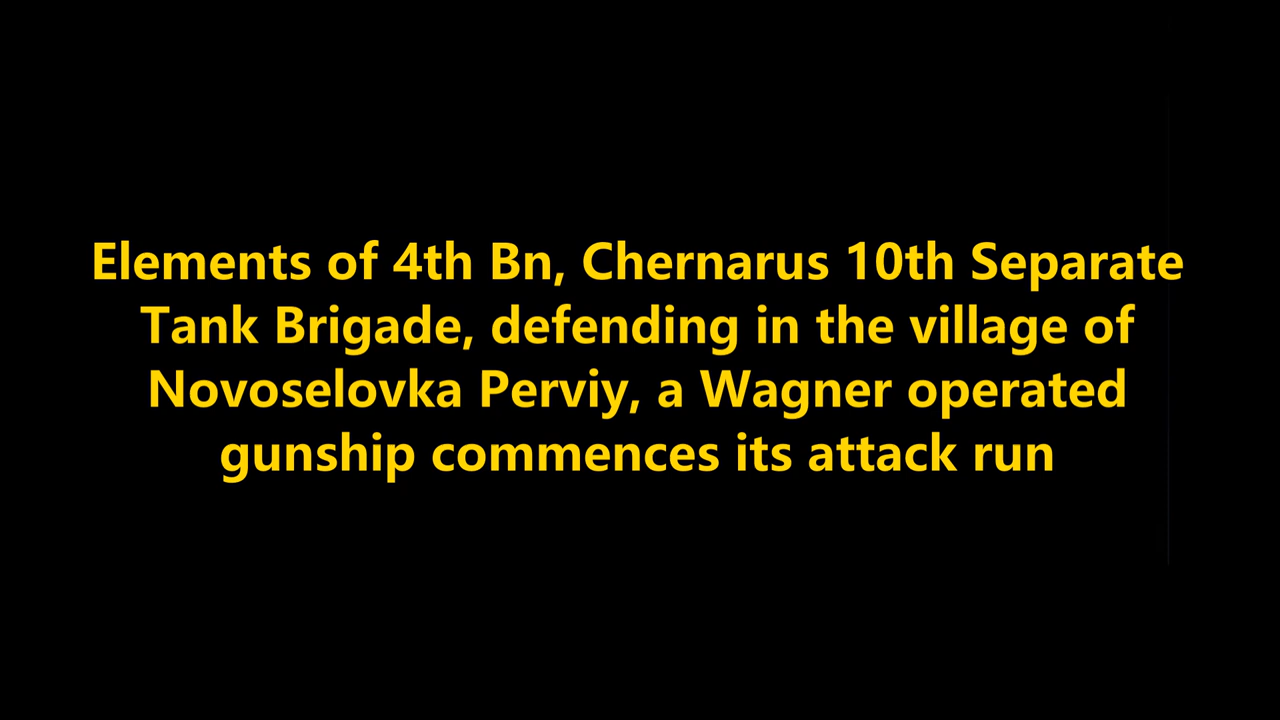 Elements of 4th Bn, Chernarus 10th Separate
Tank Brigade, defending in the village of
Novoselovka Perviy, a Wagner operated
gunship commences its attack run